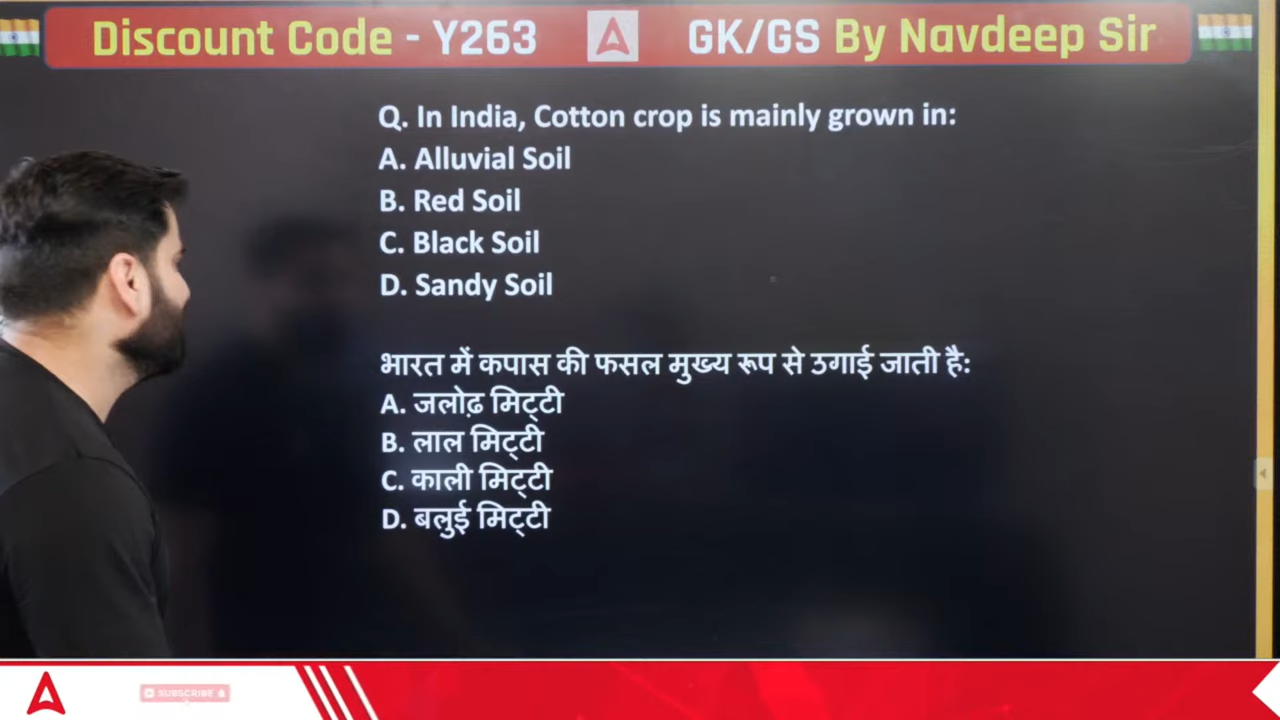 Discount Code - Y263 GK/GS By Navdeep Sir
Q. In India, Cotton crop is mainly grown in:
A. Alluvial Soil
B. Red Soil
C. Black Soil
D. Sandy Soil
भारत में कपास की फसल मुख्य रूप से उगाई जाती है:
A. जलोढ़ मिट्टी
B. लाल मिट्टी
C. काली मिट्टी
D. बलुई मिट्टी
SUBSCRIBE